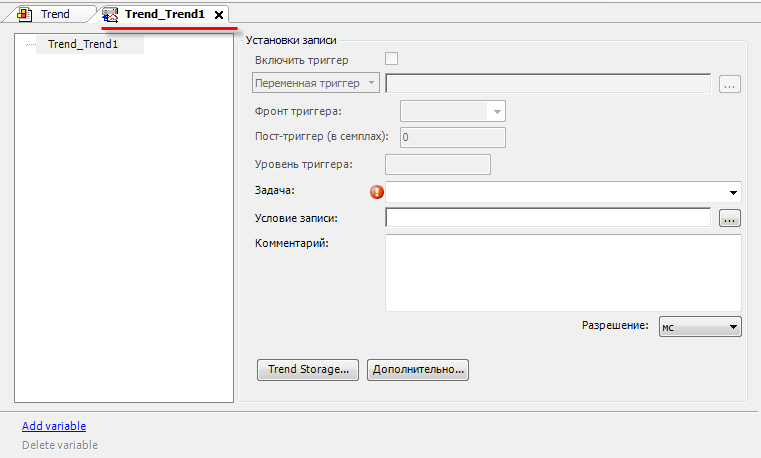 Trend Trend_Trend1
Trend_Trend1
Установки записи
Включить триггер
Переменная триггер ...
Фронт триггера:
Пост-триггер (в семплах): 0
Уровень триггера:
Задача:
Условие записи: ...
Комментарий:
Разрешение: мс
Trend Storage... Дополнительно...
Add variable
Delete variable